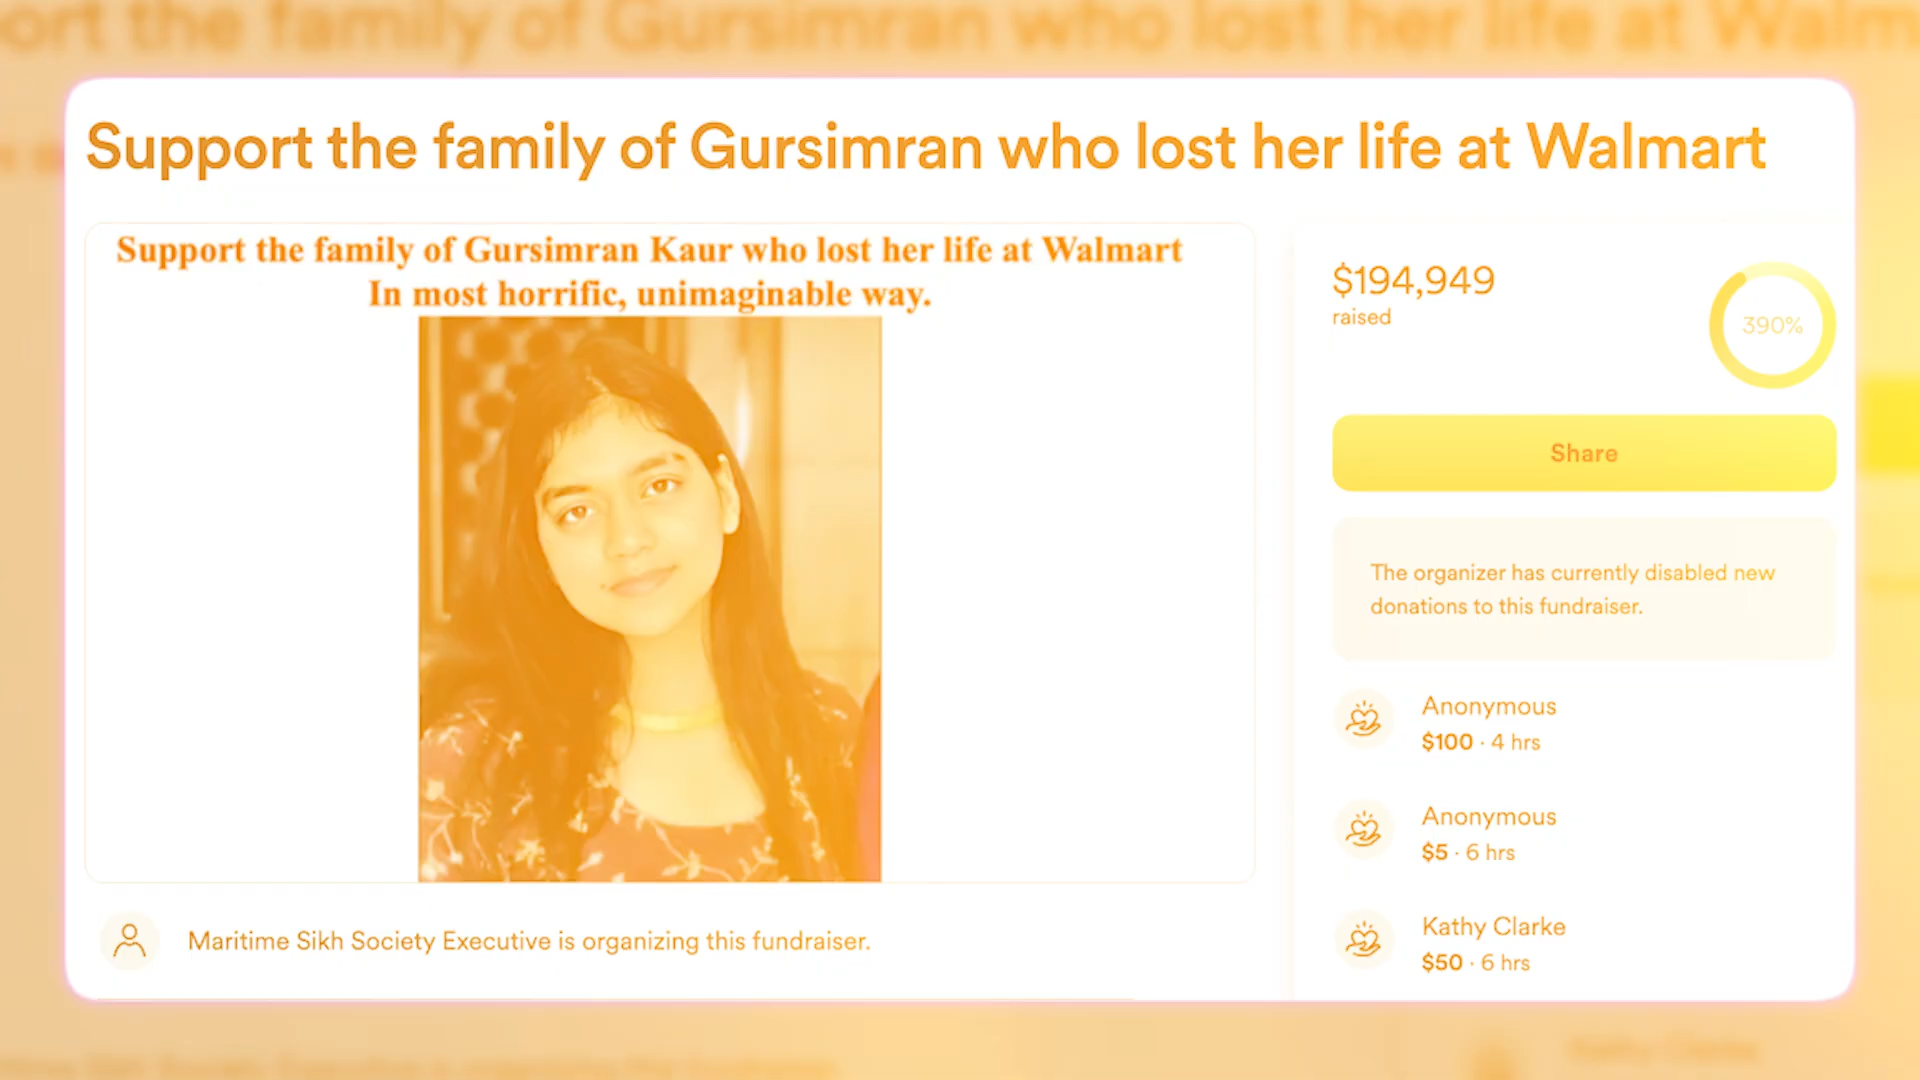 Support the family of Gursimran who lost her life at Walmart
Support the family of Gursimran Kaur who lost her life at Walmart
In most horrific, unimaginable way.
Maritime Sikh Society Executive is organizing this fundraiser.
$194,949
raised
390%
Share
The organizer has currently disabled new
donations to this fundraiser.
Anonymous
$100 · 4 hrs
Anonymous
$5 · 6 hrs
Kathy Clarke
$50 · 6 hrs